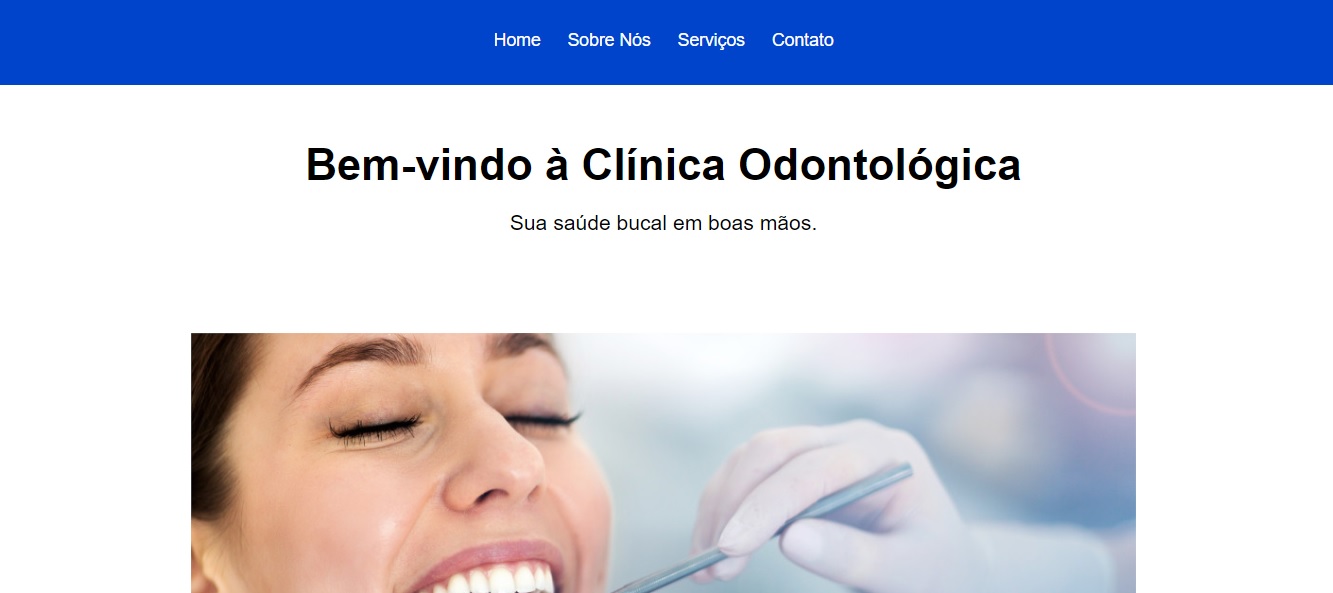 Home Sobre Nós Serviços Contato
Bem-vindo à Clínica Odontológica
Sua saúde bucal em boas mãos.